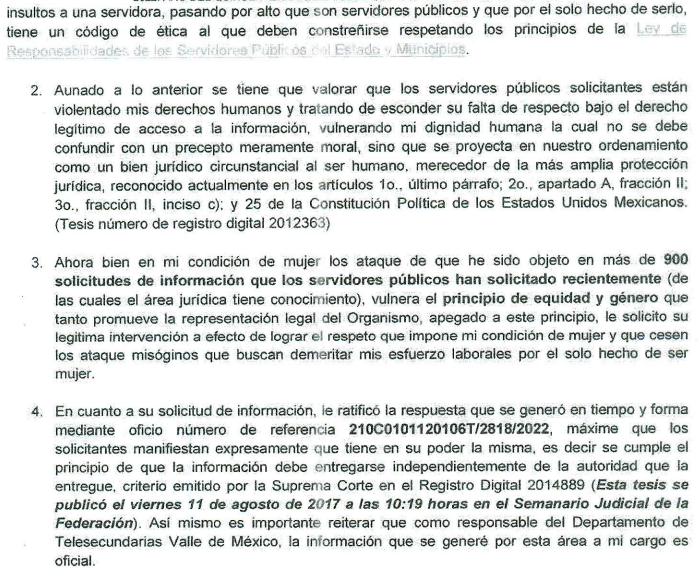 insultos a una servidora, pasando por alto que son servidores públicos y que por el solo hecho de serlo,
tiene un código de ética al que deben constreñirse respetando los principios de la Ley de
Responsabilidades de los Servidores Públicos del Estado y Municipios.
2. Aunado a lo anterior se tiene que valorar que los servidores públicos solicitantes están
violentado mis derechos humanos y tratando de esconder su falta de respecto bajo el derecho
legítimo de acceso a la información, vulnerando mi dignidad humana la cual no se debe
confundir con un precepto meramente moral, sino que se proyecta en nuestro ordenamiento
como un bien jurídico circunstancial al ser humano, merecedor de la más amplia protección
jurídica, reconocido actualmente en los artículos 1o., último párrafo; 2o., apartado A, fracción II;
3o., fracción II, inciso c); y 25 de la Constitución Política de los Estados Unidos Mexicanos.
(Tesis número de registro digital 2012363)
3. Ahora bien en mi condición de mujer los ataque de que he sido objeto en más de 900
solicitudes de información que los servidores públicos han solicitado recientemente (de
las cuales el área jurídica tiene conocimiento), vulnera el principio de equidad y género que
tanto promueve la representación legal del Organismo, apegado a este principio, le solicito su
legitima intervención a efecto de lograr el respeto que impone mi condición de mujer y que cesen
los ataque misóginos que buscan demeritar mis esfuerzo laborales por el solo hecho de ser
mujer.
4. En cuanto a su solicitud de información, le ratificó la respuesta que se generó en tiempo y forma
mediante oficio número de referencia 210C0101120106T/2818/2022, máxime que los
solicitantes manifiestan expresamente que tiene en su poder la misma, es decir se cumple el
principio de que la información debe entregarse independientemente de la autoridad que la
entregue, criterio emitido por la Suprema Corte en el Registro Digital 2014889 (Esta tesis se
publicó el viernes 11 de agosto de 2017 a las 10:19 horas en el Semanario Judicial de la
Federación). Así mismo es importante reiterar que como responsable del Departamento de
Telesecundarias Valle de México, la información que se generé por esta área a mi cargo es
oficial.